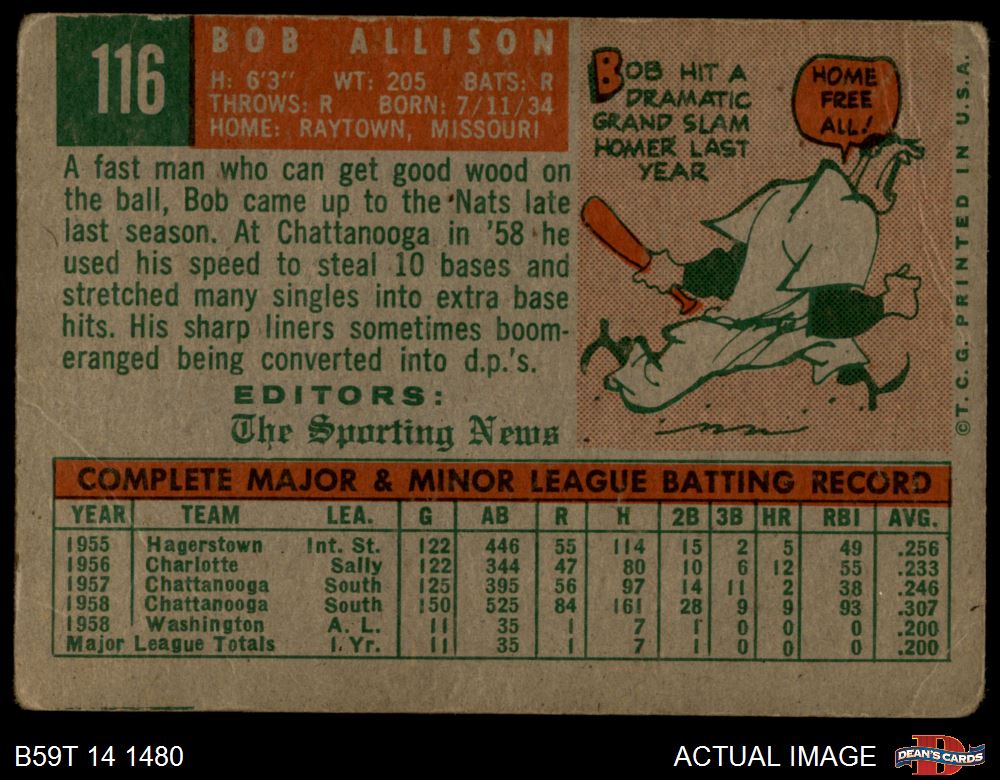 116
BOB ALLISON
H: 6'3" WT: 205 BATS: R
THROWS: R BORN: 7/11/34
HOME: RAYTOWN, MISSOURI
A fast man who can get good wood on
the ball, Bob came up to the Nats late
last season. At Chattanooga in '58 he
used his speed to steal 10 bases and
stretched many singles into extra base
hits. His sharp liners sometimes boom-
eranged being converted into d.p.'s.
EDITORS:
The Sporting News
BOB HIT A
DRAMATIC
GRAND SLAM
HOMER LAST
YEAR
HOME
FREE
ALL!
©T. C. G. PRINTED IN U.S.A.
COMPLETE MAJOR & MINOR LEAGUE BATTING RECORD
YEAR TEAM LEA. G AB R H 2B 3B HR RBI AVG.
1955 Hagerstown Int. St. 122 446 55 114 15 2 5 49 .256
1956 Charlotte Sally 122 344 47 80 10 6 12 55 .233
1957 Chattanooga South 125 395 56 97 14 11 2 38 .246
1958 Chattanooga South 150 525 84 161 28 9 9 93 .307
1958 Washington A. L. 11 35 1 7 1 0 0 0 .200
Major League Totals 1 Yr. 11 35 1 7 1 0 0 0 .200
B59T 14 1480
ACTUAL IMAGE
DEAN'S CARDS